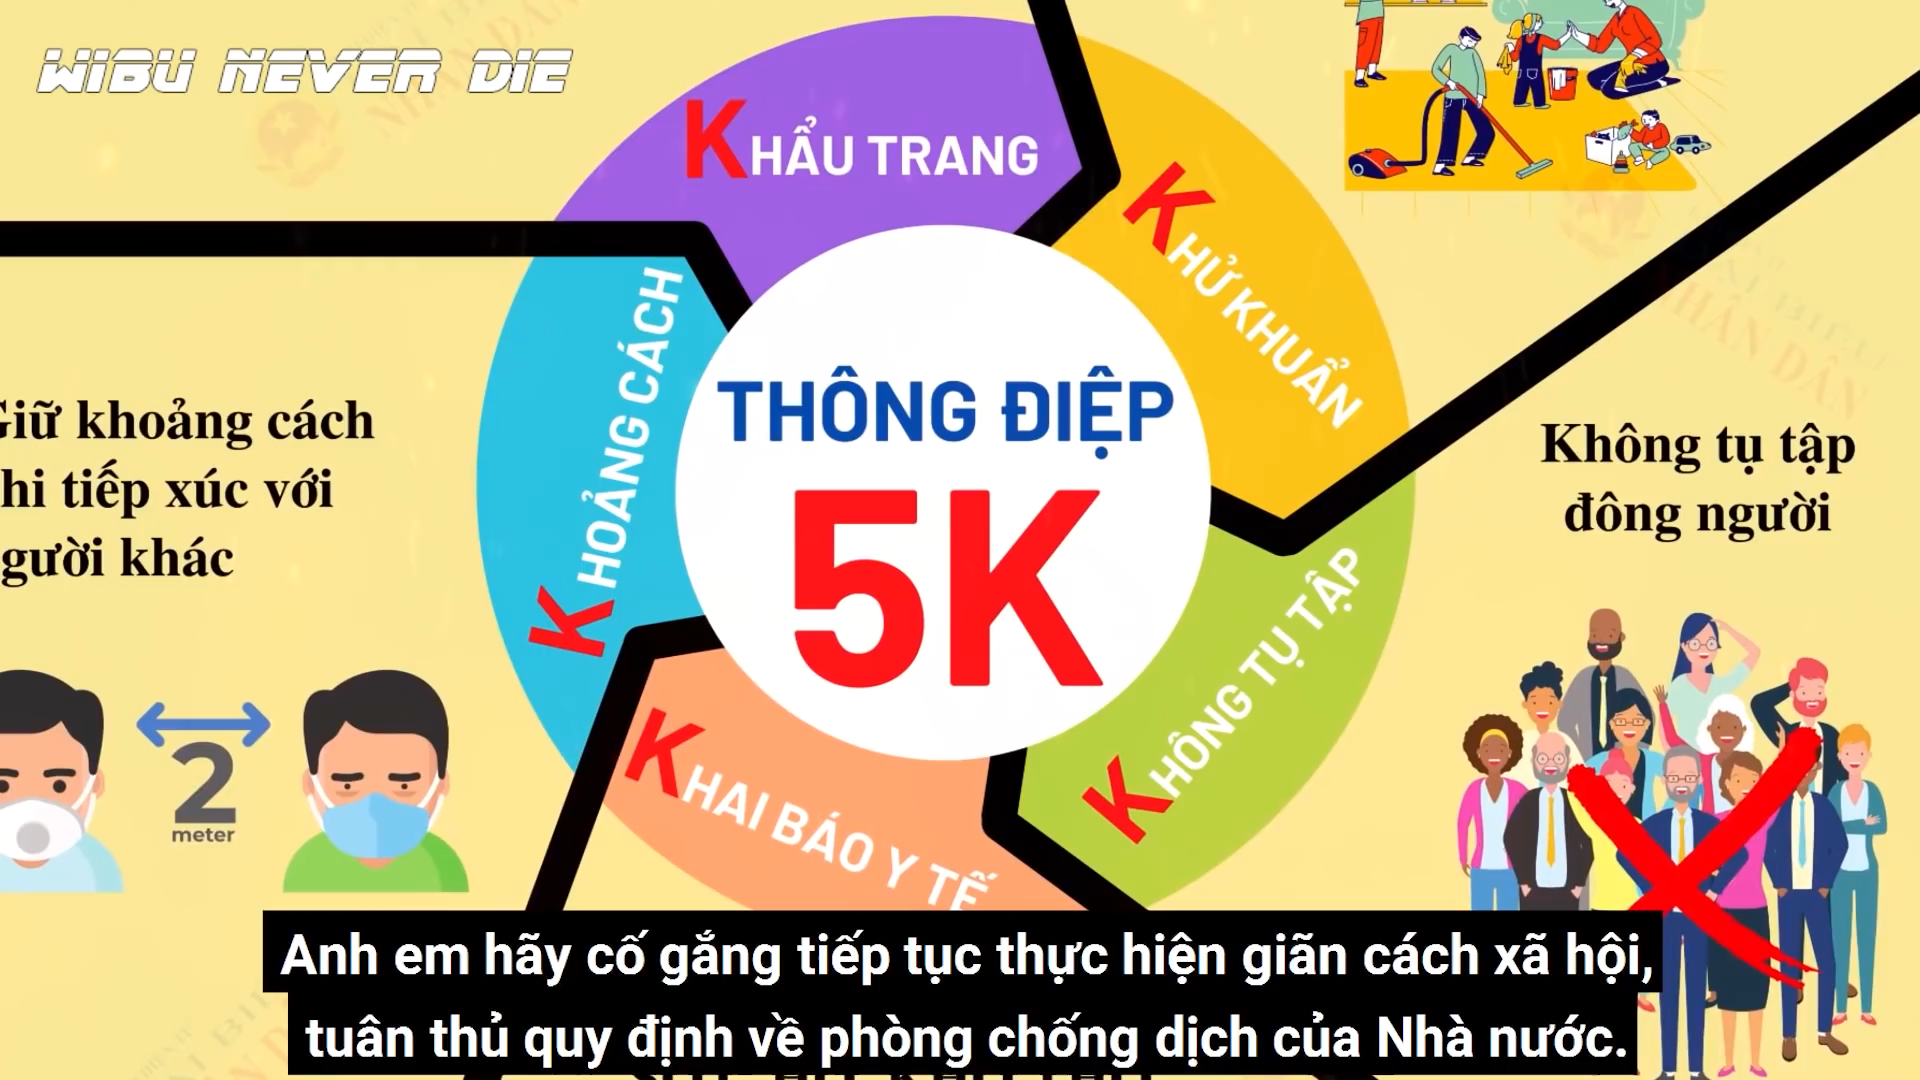 WIBU NEVER DIE
KHẨU TRANG
KHỬ KHUẨN
KHOẢNG CÁCH
THÔNG ĐIỆP
5K
KHÔNG TỤ TẬP
KHAI BÁO Y TẾ
Giữ khoảng cách
hi tiếp xúc với
gười khác
2
meter
Không tụ tập
đông người
NHÂN DÂN
Anh em hãy cố gắng tiếp tục thực hiện giãn cách xã hội,
tuân thủ quy định về phòng chống dịch của Nhà nước.